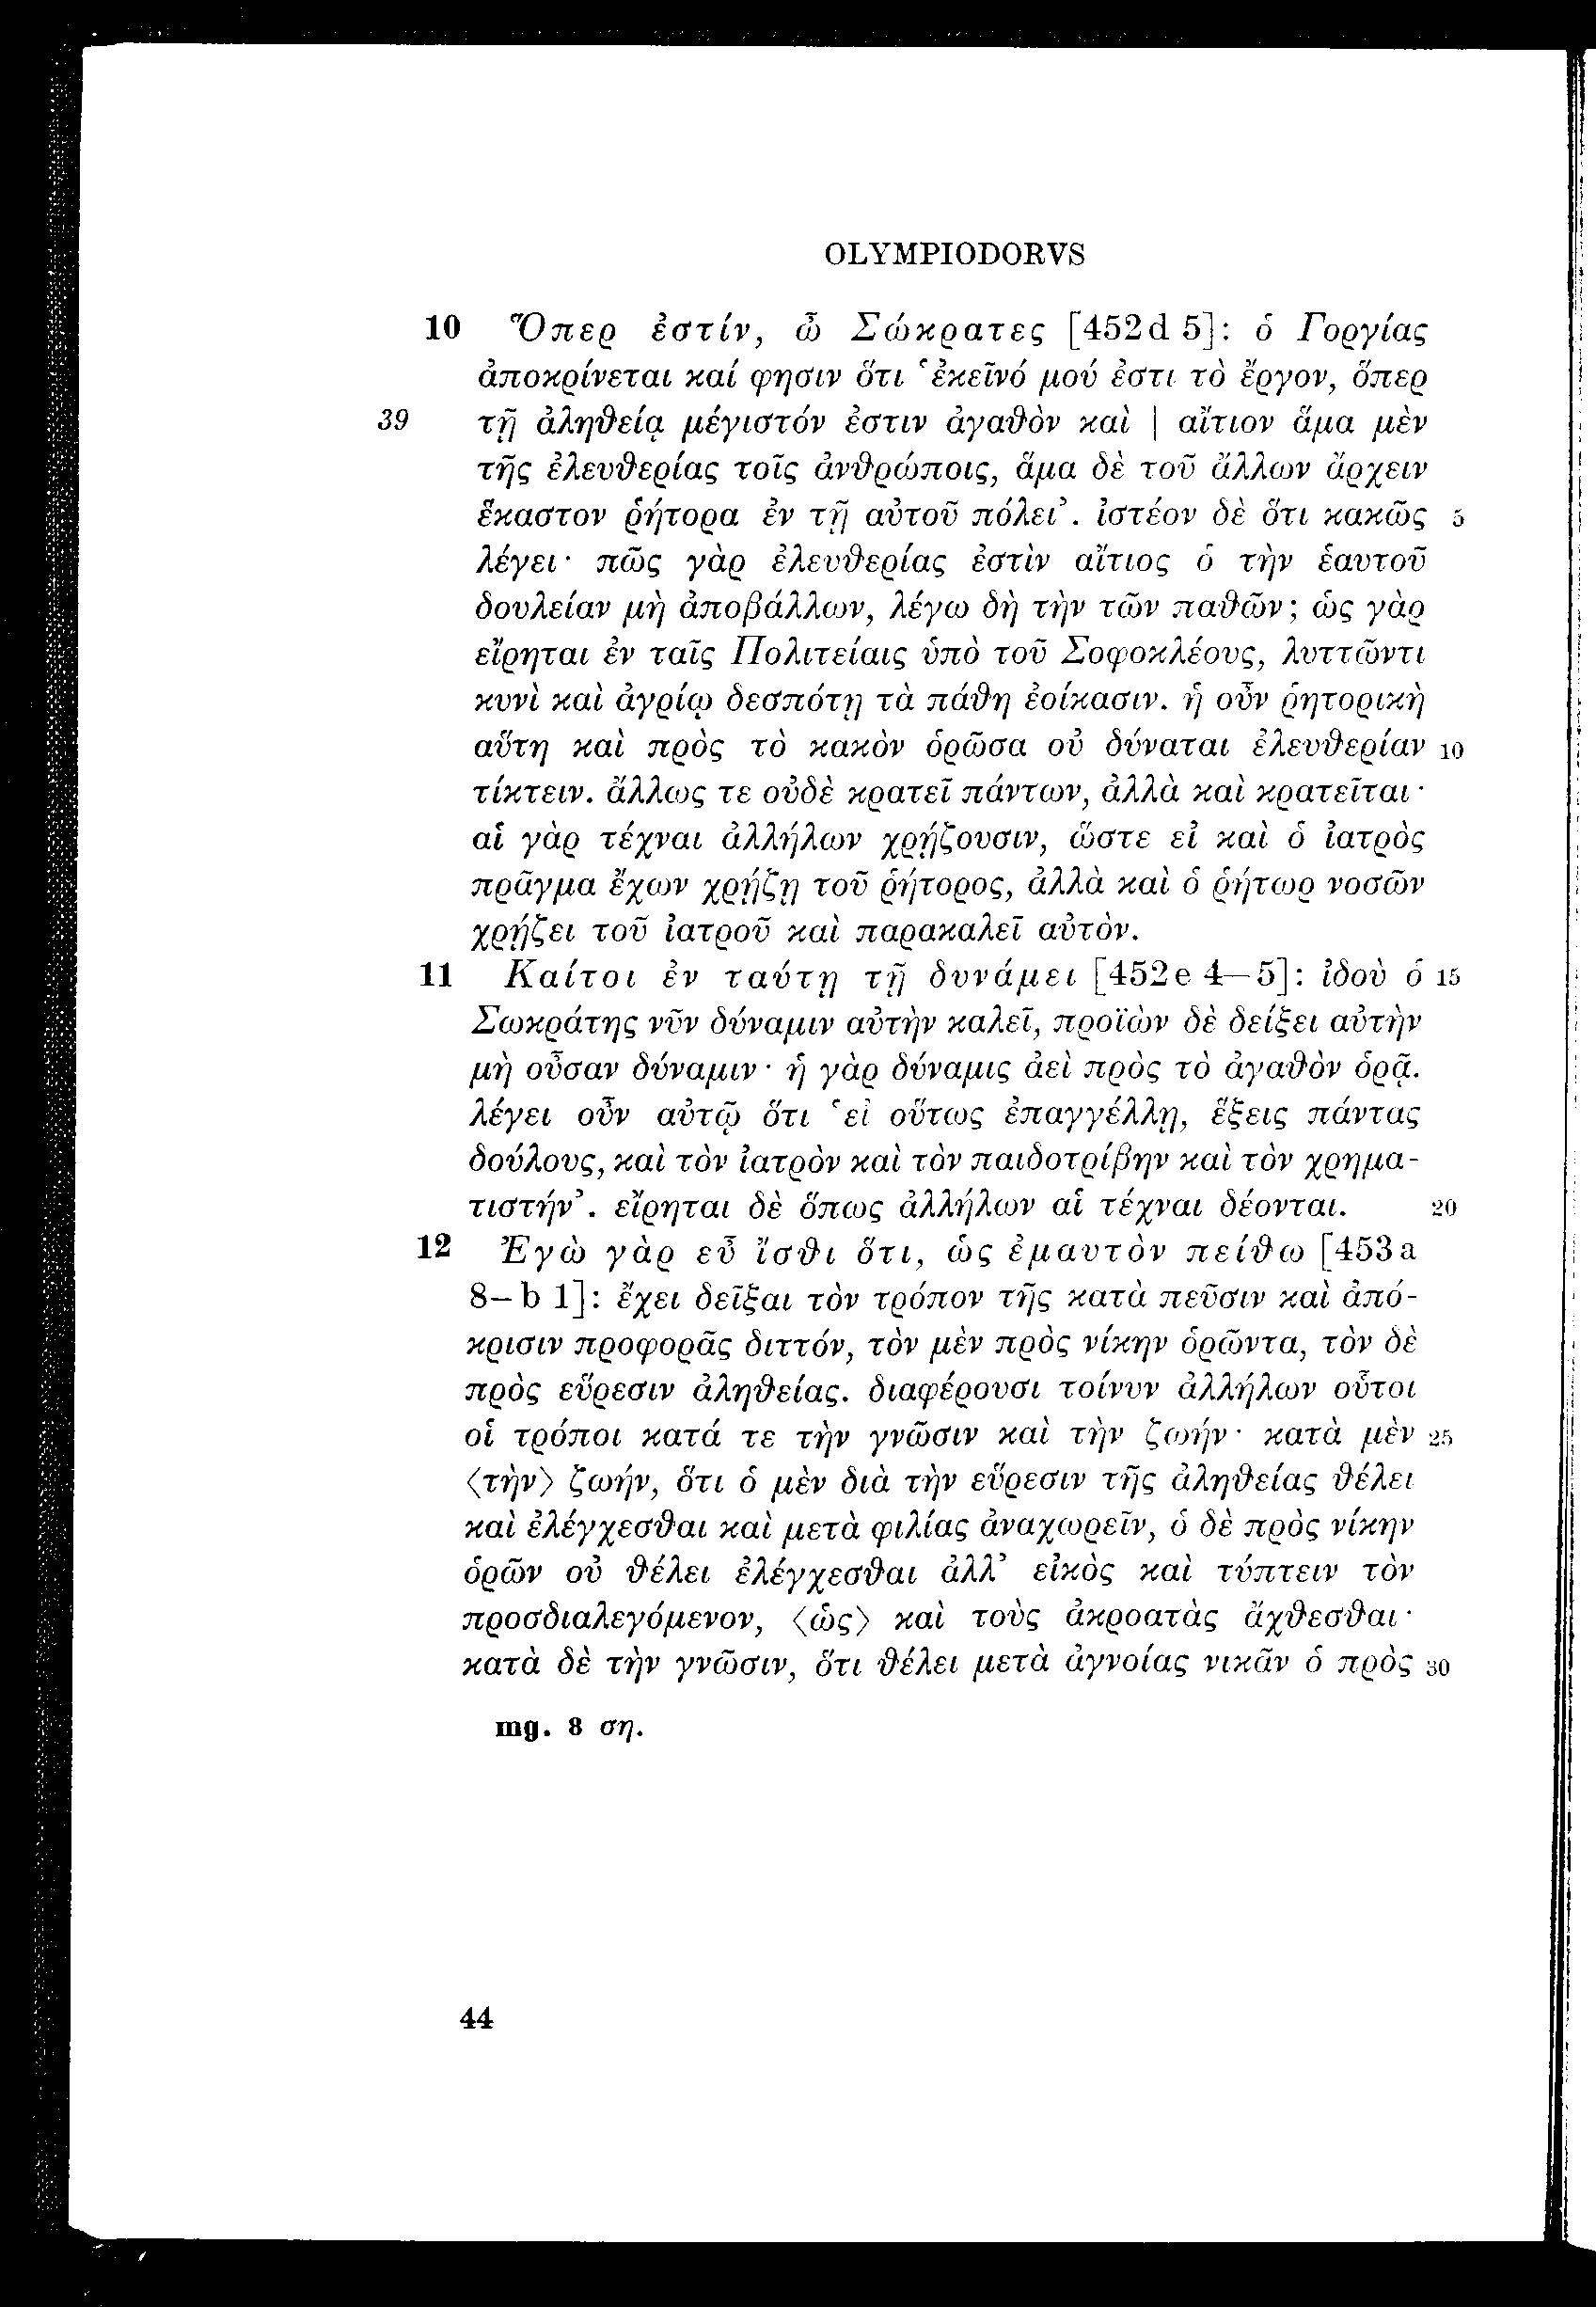 OLYMPIODORVS
10 Ὅπερ ἐστίν, ὦ Σώκρατες [452d 5]: ὁ Γοργίας
ἀποκρίνεται καί φησιν ὅτι ‘ἐκεῖνό μού ἐστι τὸ ἔργον, ὅπερ
39 τῇ ἀληθείᾳ μέγιστόν ἐστιν ἀγαθὸν καὶ | αἴτιον ἅμα μὲν
τῆς ἐλευθερίας τοῖς ἀνθρώποις, ἅμα δὲ τοῦ ἄλλων ἄρχειν
ἕκαστον ῥήτορα ἐν τῇ αὑτοῦ πόλει’. ἰστέον δὲ ὅτι κακῶς 5
λέγει· πῶς γὰρ ἐλευθερίας ἐστὶν αἴτιος ὁ τὴν ἑαυτοῦ
δουλείαν μὴ ἀποβάλλων, λέγω δὴ τὴν τῶν παθῶν; ὡς γὰρ
εἴρηται ἐν ταῖς Πολιτείαις ὑπὸ τοῦ Σοφοκλέους, λυττῶντι
κυνὶ καὶ ἀγρίῳ δεσπότῃ τὰ πάθη ἐοίκασιν. ἡ οὖν ῥητορικὴ
αὕτη καὶ πρὸς τὸ κακὸν ὁρῶσα οὐ δύναται ἐλευθερίαν 10
τίκτειν. ἄλλως τε οὐδὲ κρατεῖ πάντων, ἀλλὰ καὶ κρατεῖται·
αἱ γὰρ τέχναι ἀλλήλων χρῄζουσιν, ὥστε εἰ καὶ ὁ ἰατρὸς
πρᾶγμα ἔχων χρῄζῃ τοῦ ῥήτορος, ἀλλὰ καὶ ὁ ῥήτωρ νοσῶν
χρῄζει τοῦ ἰατροῦ καὶ παρακαλεῖ αὐτὸν.
11 Καίτοι ἐν ταύτῃ τῇ δυνάμει [452e 4—5]: ἰδοὺ ὁ 15
Σωκράτης νῦν δύναμιν αὐτὴν καλεῖ, προϊὼν δὲ δείξει αὐτὴν
μὴ οὖσαν δύναμιν· ἡ γὰρ δύναμις ἀεὶ πρὸς τὸ ἀγαθὸν ὁρᾷ.
λέγει οὖν αὐτῷ ὅτι ‘εἰ οὕτως ἐπαγγέλλῃ, ἕξεις πάντας
δούλους, καὶ τὸν ἰατρὸν καὶ τὸν παιδοτρίβην καὶ τὸν χρημα-
τιστήν’. εἴρηται δὲ ὅπως ἀλλήλων αἱ τέχναι δέονται. 20
12 Ἐγὼ γὰρ εὖ ἴσθι ὅτι, ὡς ἐμαυτὸν πείθω [453a
8–b 1]: ἔχει δεῖξαι τὸν τρόπον τῆς κατὰ πεῦσιν καὶ ἀπό-
κρισιν προφορᾶς διττόν, τὸν μὲν πρὸς νίκην ὁρῶντα, τὸν δὲ
πρὸς εὕρεσιν ἀληθείας. διαφέρουσι τοίνυν ἀλλήλων οὗτοι
οἱ τρόποι κατά τε τὴν γνῶσιν καὶ τὴν ζωήν· κατὰ μὲν 25
⟨τὴν⟩ ζωήν, ὅτι ὁ μὲν διὰ τὴν εὕρεσιν τῆς ἀληθείας θέλει
καὶ ἐλέγχεσθαι καὶ μετὰ φιλίας ἀναχωρεῖν, ὁ δὲ πρὸς νίκην
ὁρῶν οὐ θέλει ἐλέγχεσθαι ἀλλ’ εἰκὸς καὶ τύπτειν τὸν
προσδιαλεγόμενον, ⟨ὡς⟩ καὶ τοὺς ἀκροατὰς ἄχθεσθαι·
κατὰ δὲ τὴν γνῶσιν, ὅτι θέλει μετὰ ἀγνοίας νικᾶν ὁ πρὸς 30
mg. 8 ση.
44